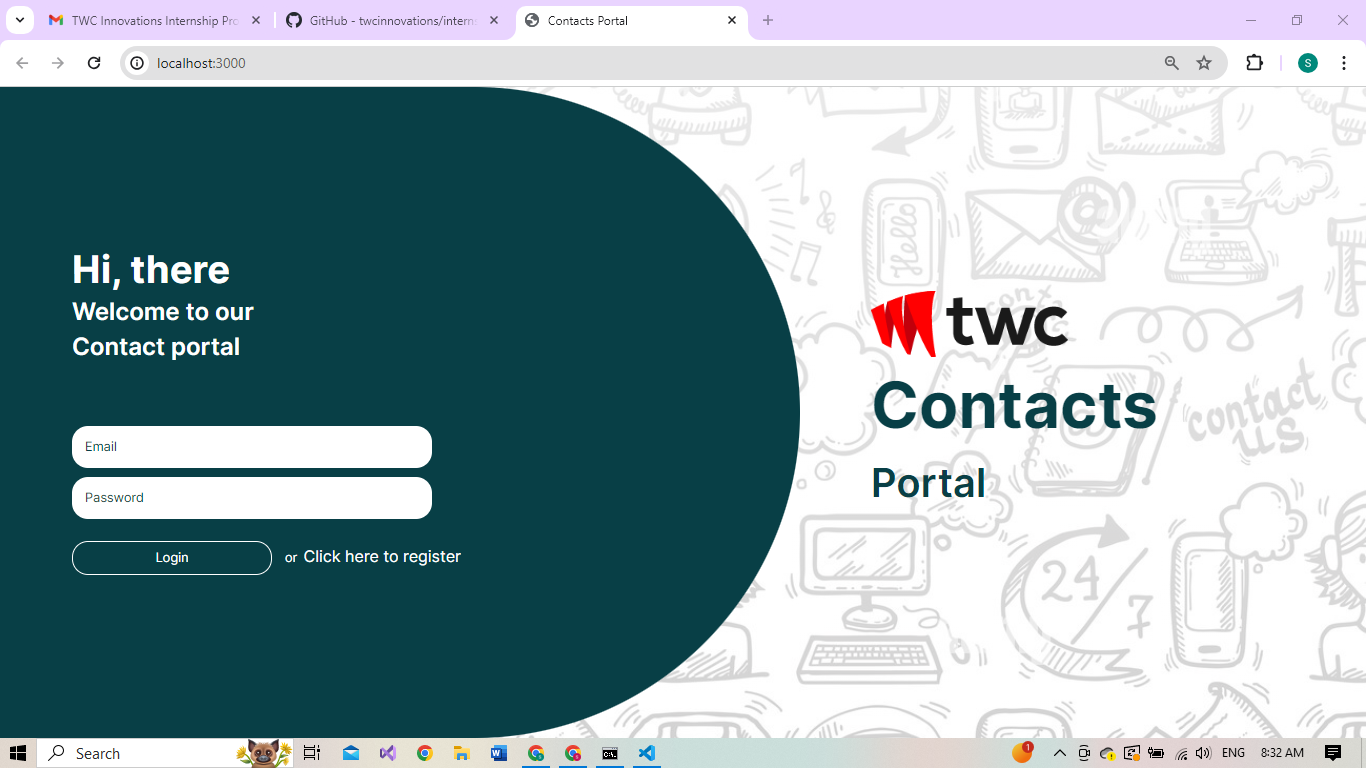 TWC Innovations Internship Pro
GitHub - twcinnovations/interns
Contacts Portal
localhost:3000
S
Hello
@
Hi, there
Welcome to our
Contact portal
twc
Contacts
Portal
contact
us
Email
Password
Login
or Click here to register
24/7
Search
1
ENG
8:32 AM